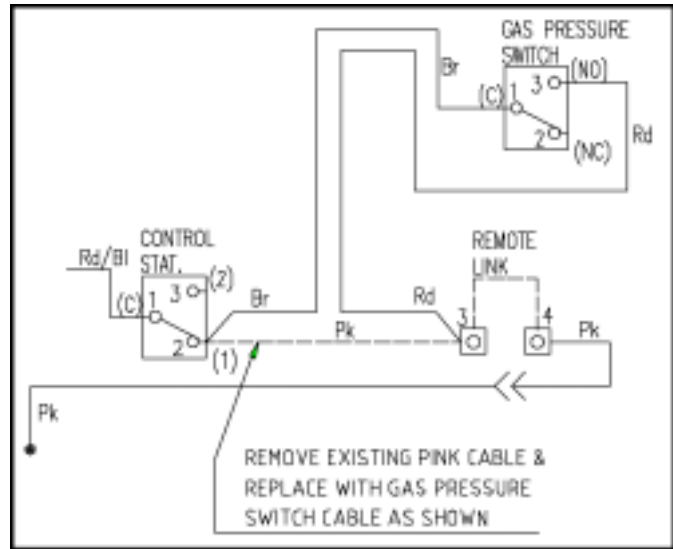 GAS PRESSURE
SWITCH
Br
(NO)
3
(C)
1
2
(NC)
Rd
CONTROL
STAT.
Rd/Bl
(2)
3
(C)
1
2
(1)
Br
Rd
Pk
REMOTE
LINK
3
4
Pk
Pk
REMOVE EXISTING PINK CABLE &
REPLACE WITH GAS PRESSURE
SWITCH CABLE AS SHOWN